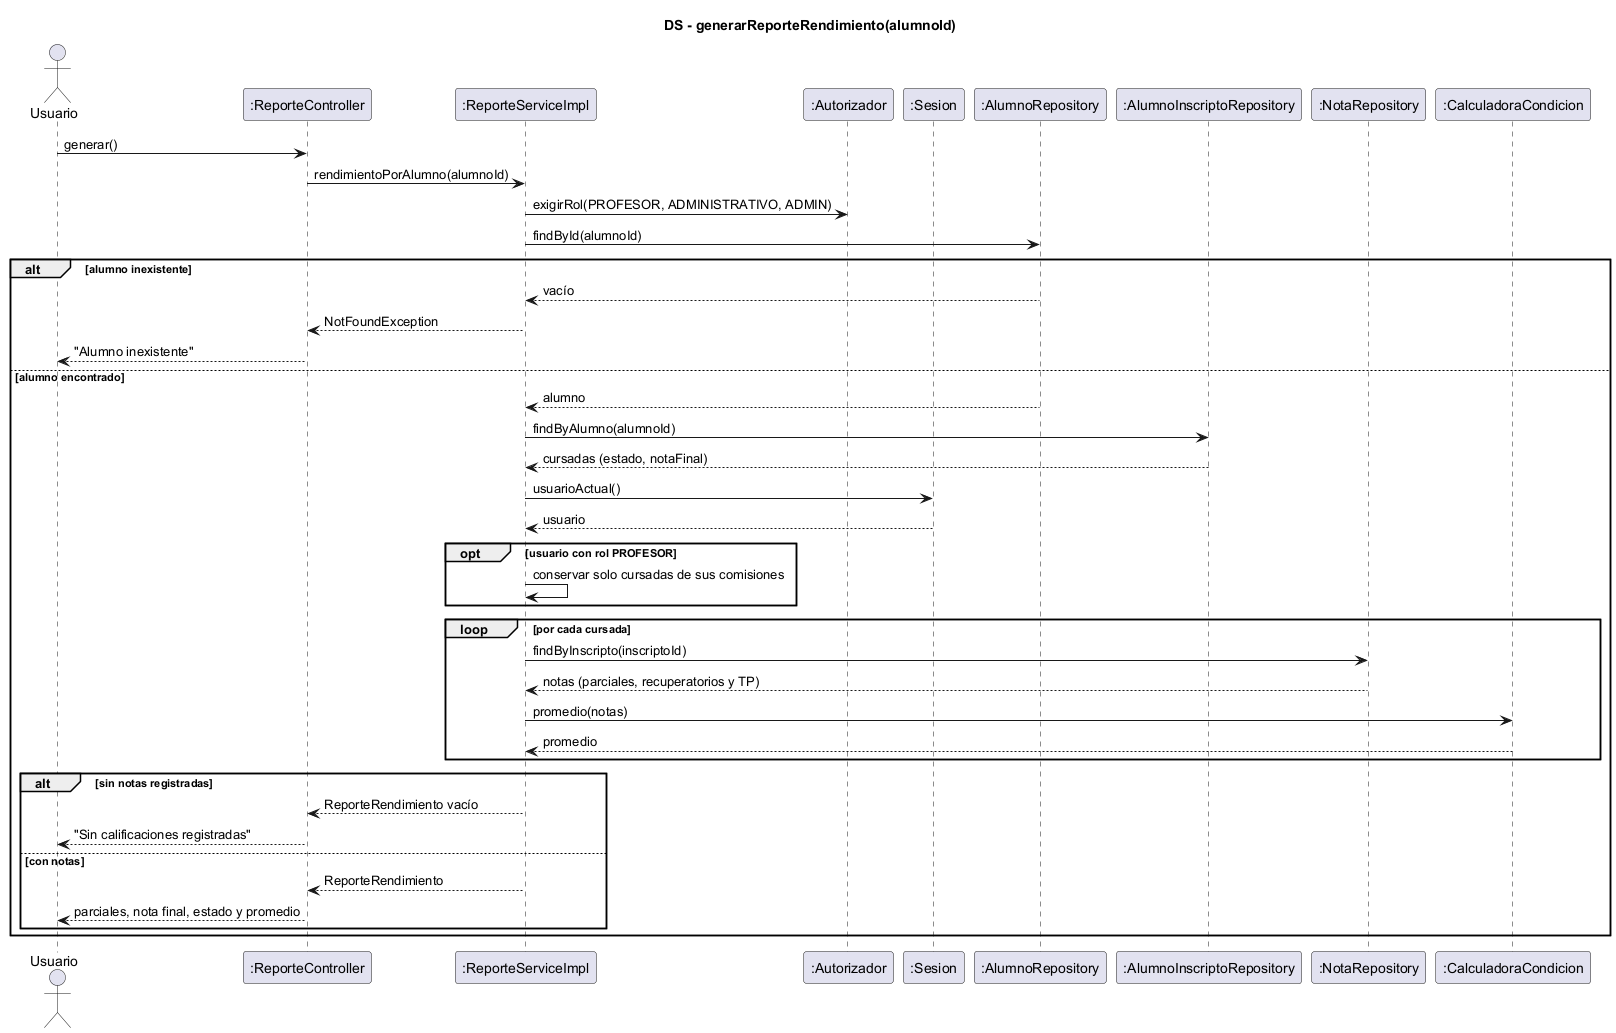 DS - generarReporteRendimiento(alumnoId)
Usuario
:ReporteController
:ReporteServiceImpl
:Autorizador
:Sesion
:AlumnoRepository
:AlumnoInscriptoRepository
:NotaRepository
:CalculadoraCondicion
generar()
rendimientoPorAlumno(alumnoId)
exigirRol(PROFESOR, ADMINISTRATIVO, ADMIN)
findById(alumnoId)
alt [alumno inexistente]
vacío
NotFoundException
"Alumno inexistente"
[alumno encontrado]
alumno
findByAlumno(alumnoId)
cursadas (estado, notaFinal)
usuarioActual()
usuario
opt [usuario con rol PROFESOR]
conservar solo cursadas de sus comisiones
loop [por cada cursada]
findByInscripto(inscriptoId)
notas (parciales, recuperatorios y TP)
promedio(notas)
promedio
alt [sin notas registradas]
ReporteRendimiento vacío
"Sin calificaciones registradas"
[con notas]
ReporteRendimiento
parciales, nota final, estado y promedio
Usuario
:ReporteController
:ReporteServiceImpl
:Autorizador
:Sesion
:AlumnoRepository
:AlumnoInscriptoRepository
:NotaRepository
:CalculadoraCondicion